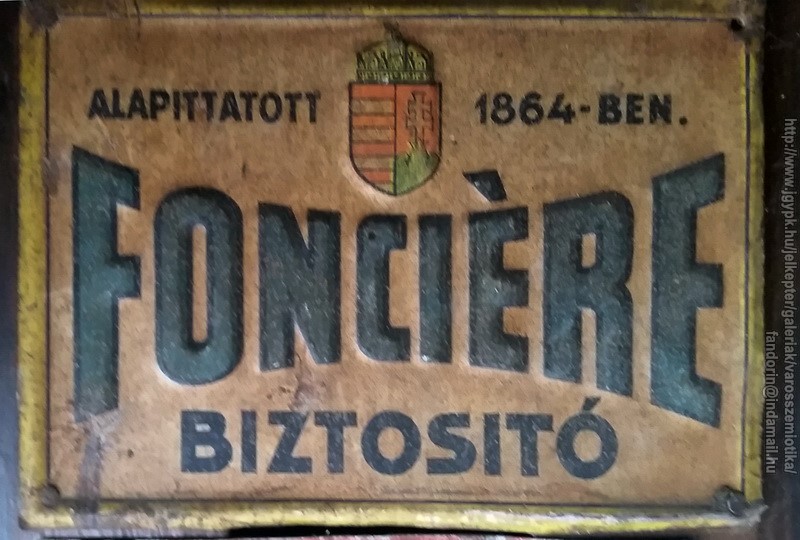 ALAPITTATOTT 1864-BEN.
FONCIÈRE
BIZTOSITÓ
http://www.jgypk.hu/jelkepter/galeriak/varosszemiotika/
fandorin@indamail.hu